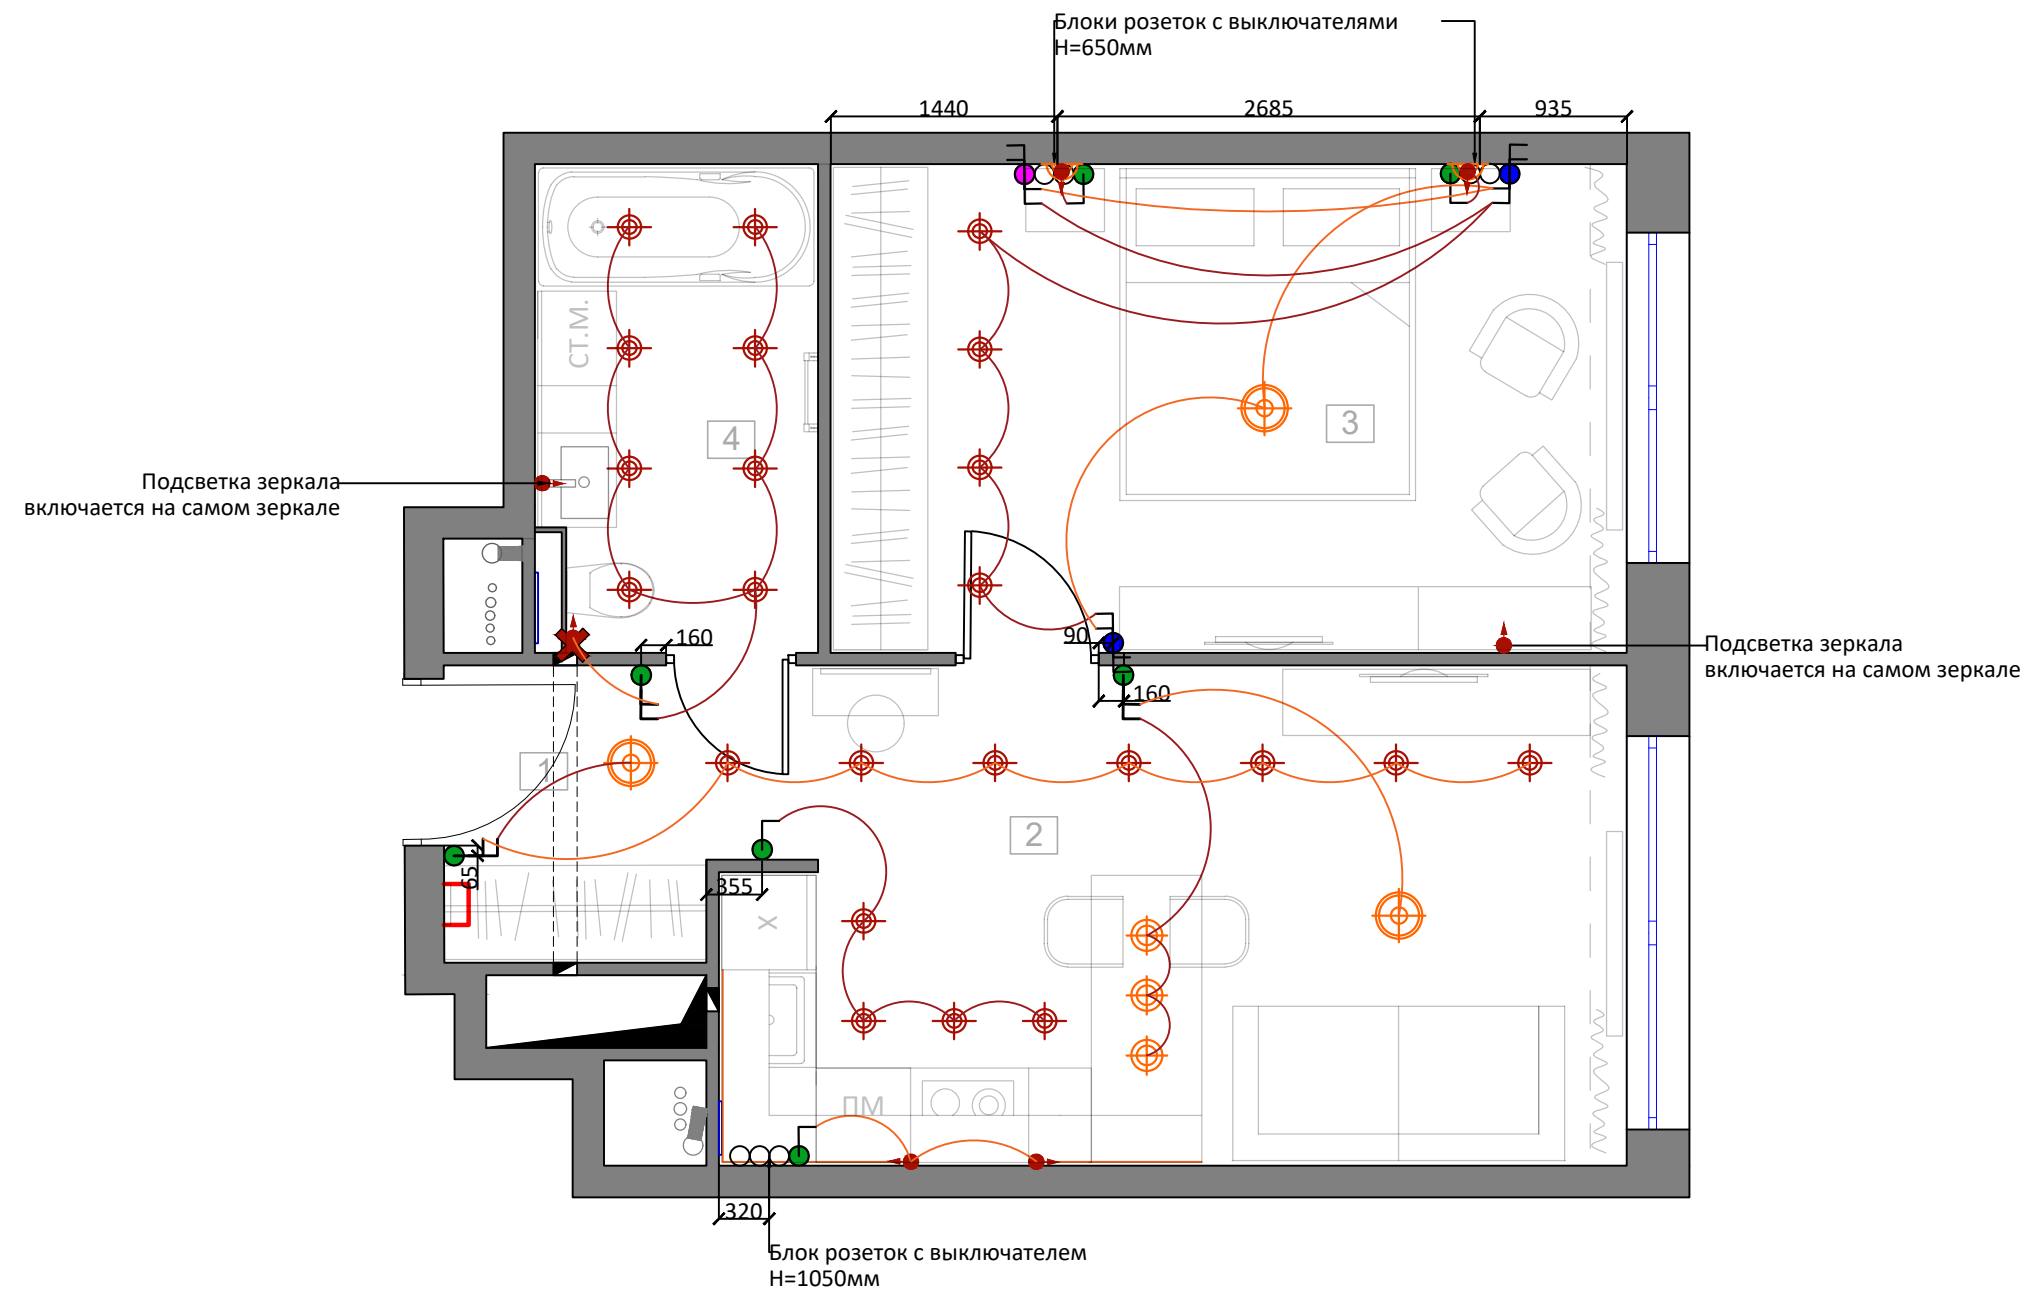 Блоки розеток с выключателями
H=650мм
1440
2685
935
СТ.М.
4
3
Подсветка зеркала
включается на самом зеркале
160
90
Подсветка зеркала
включается на самом зеркале
160
1
2
65
355
X
ПМ
320
Блок розеток с выключателем
H=1050мм